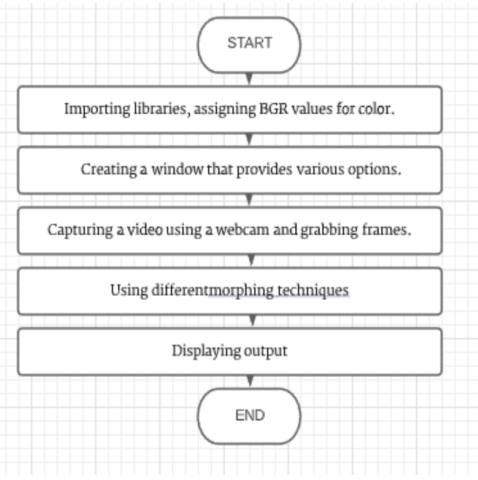 START
Importing libraries, assigning BGR values for color.
Creating a window that provides various options.
Capturing a video using a webcam and grabbing frames.
Using differentmorphing techniques
Displaying output
END